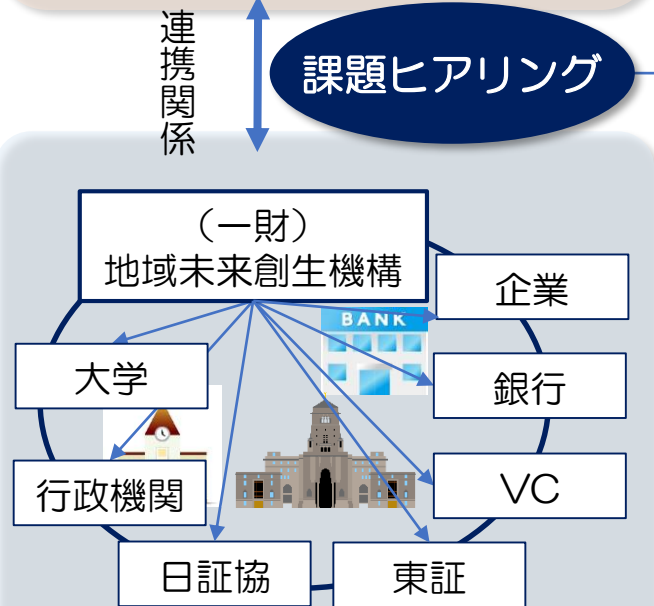 連携関係
課題ヒアリング
（一財）
地域未来創生機構
企業
BANK
大学
銀行
行政機関
VC
日証協
東証